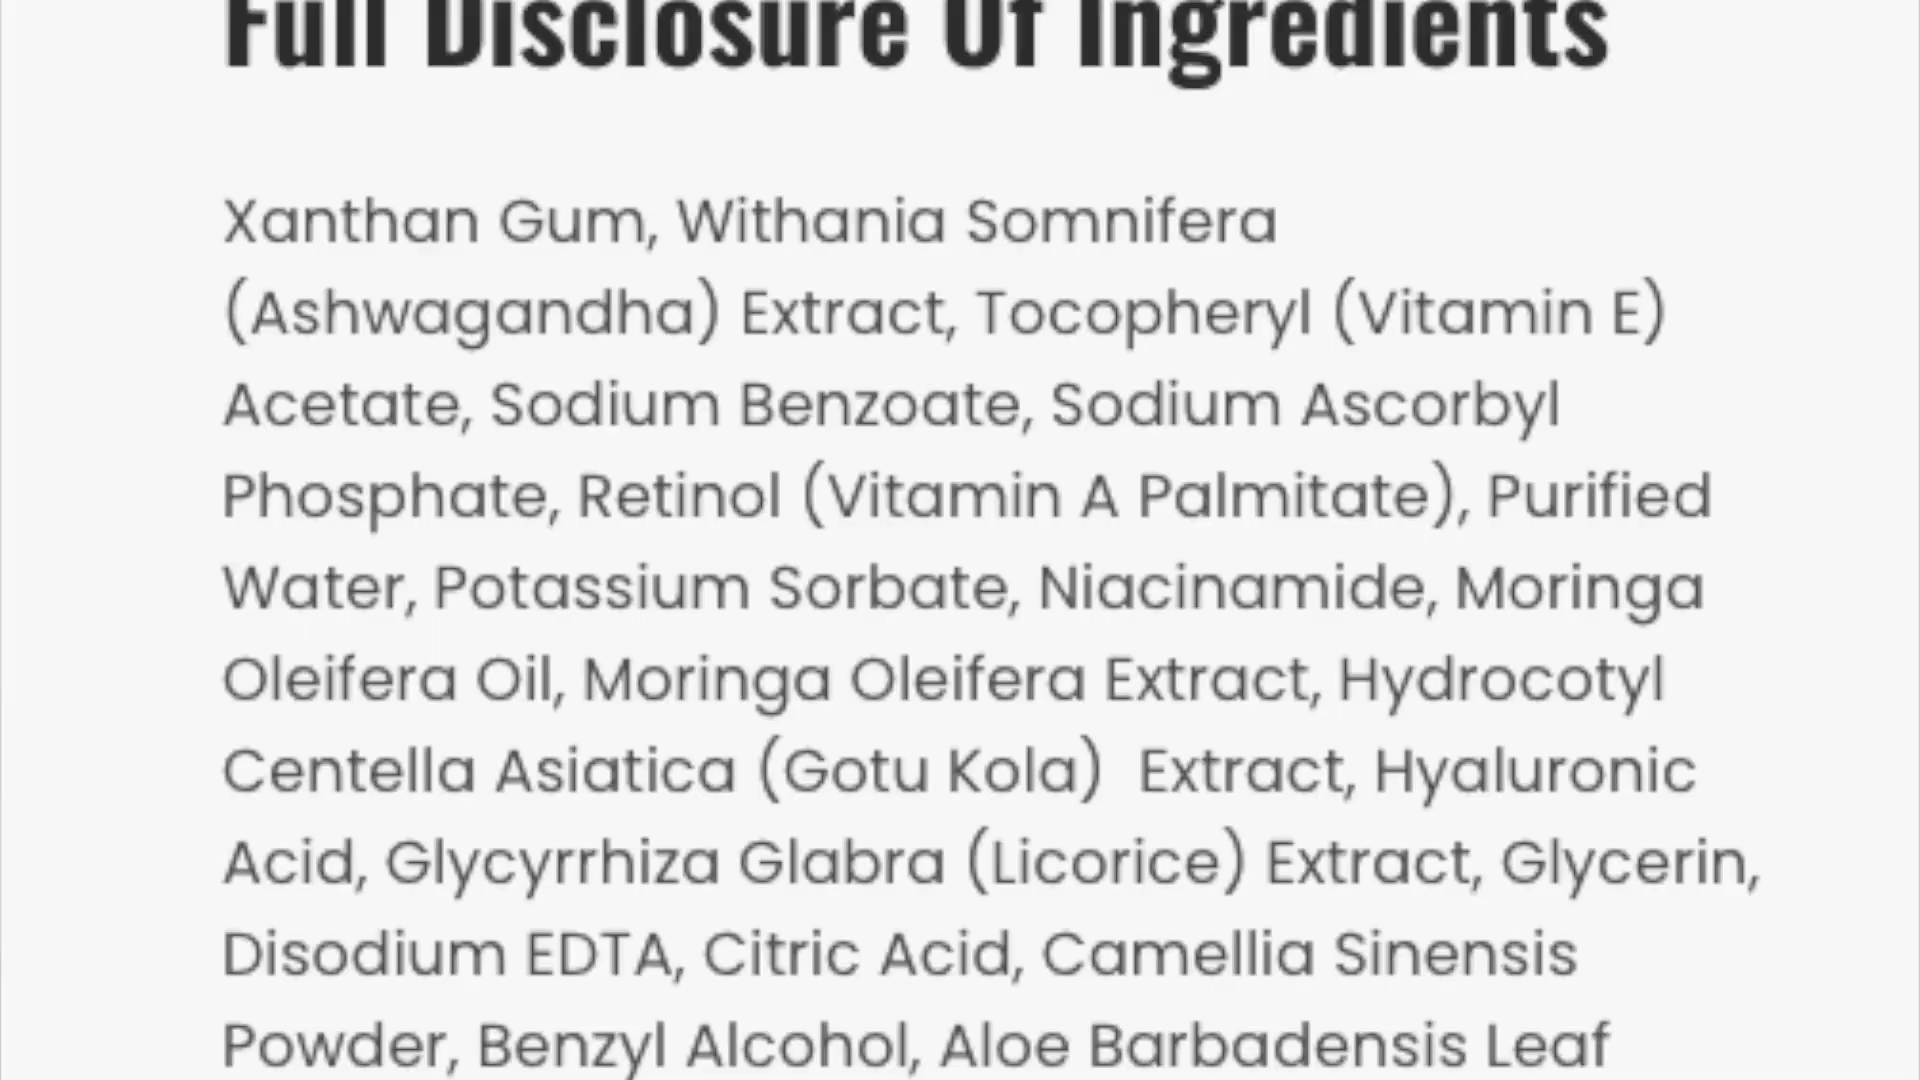 Full Disclosure Of Ingredients
Xanthan Gum, Withania Somnifera
(Ashwagandha) Extract, Tocopheryl (Vitamin E)
Acetate, Sodium Benzoate, Sodium Ascorbyl
Phosphate, Retinol (Vitamin A Palmitate), Purified
Water, Potassium Sorbate, Niacinamide, Moringa
Oleifera Oil, Moringa Oleifera Extract, Hydrocotyl
Centella Asiatica (Gotu Kola)  Extract, Hyaluronic
Acid, Glycyrrhiza Glabra (Licorice) Extract, Glycerin,
Disodium EDTA, Citric Acid, Camellia Sinensis
Powder, Benzyl Alcohol, Aloe Barbadensis Leaf